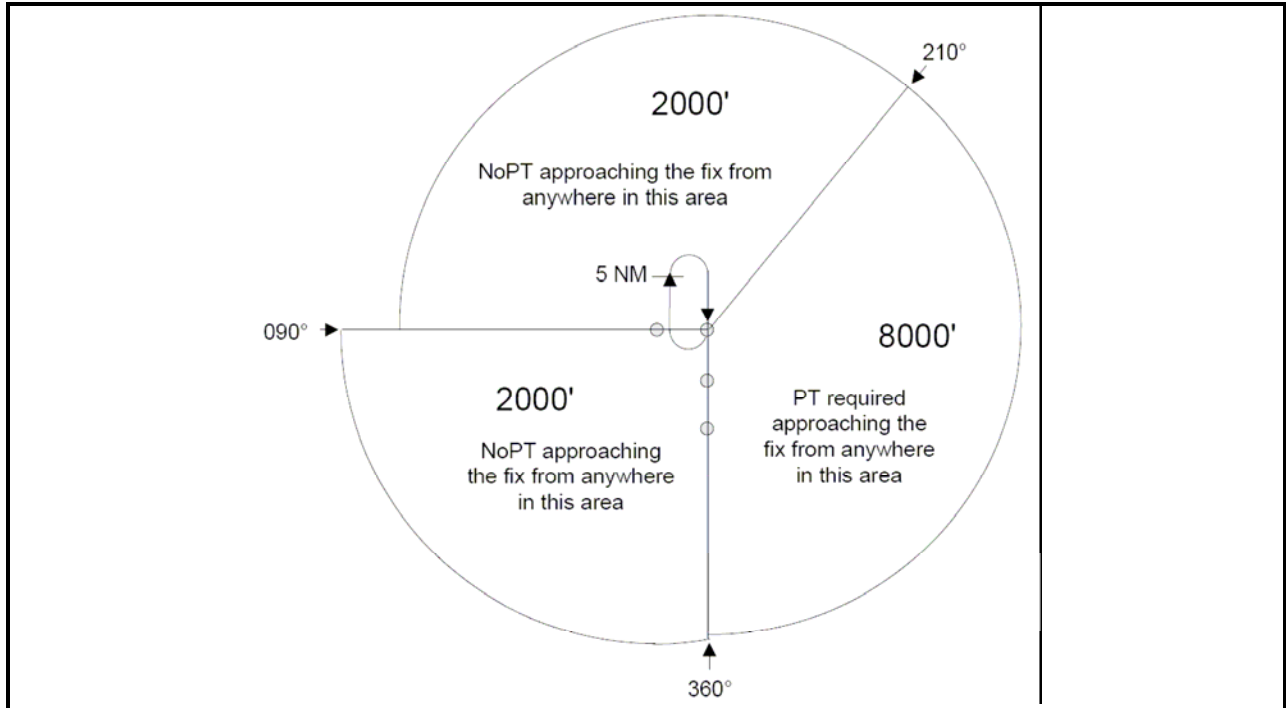 210°
2000'
NoPT approaching the fix from
anywhere in this area
5 NM
090°
8000'
2000'
PT required
approaching the
fix from anywhere
in this area
NoPT approaching
the fix from anywhere
in this area
360°